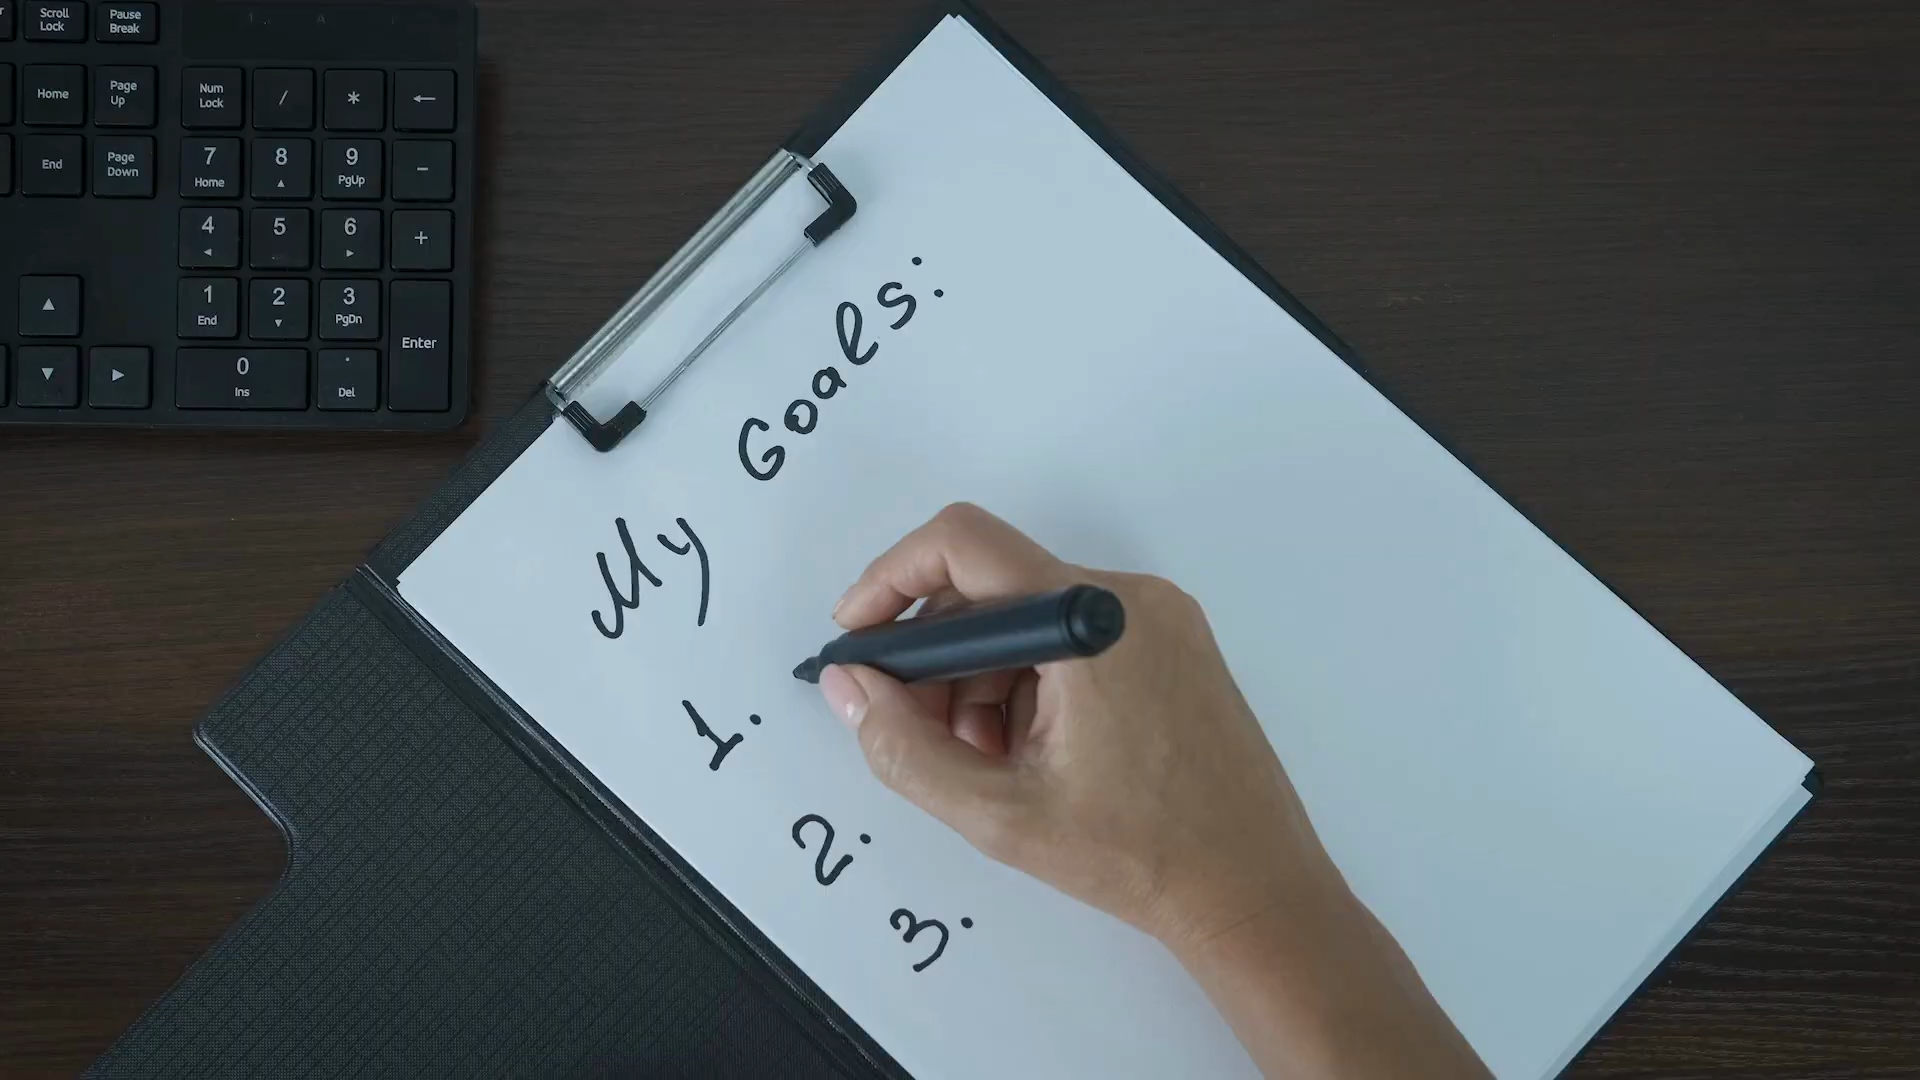 Scroll Lock
Pause Break
Home
Page Up
Num Lock
/
*
←
End
Page Down
7 Home
8 ▲
9 PgUp
-
4 ◄
5
6 ►
+
▲
1 End
2 ▼
3 PgDn
Enter
▼
►
0 Ins
. Del
My Goals:
1.
2.
3.